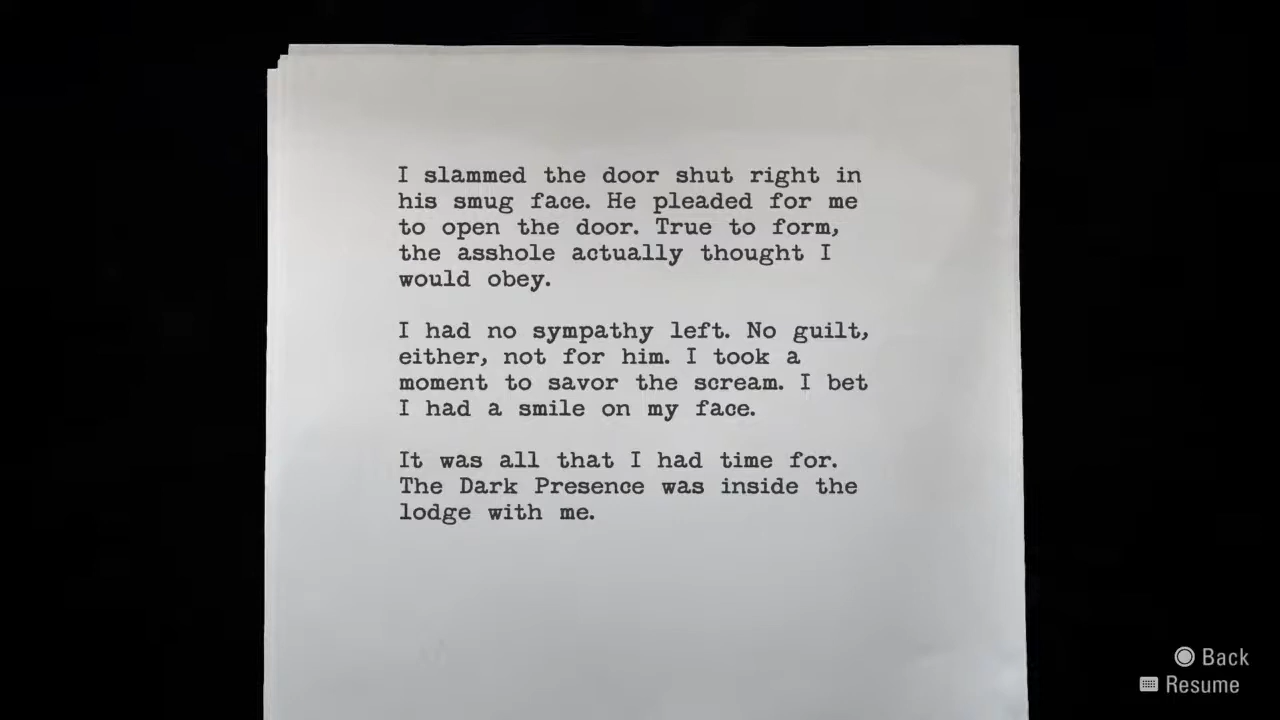 I slammed the door shut right in
his smug face. He pleaded for me
to open the door. True to form,
the asshole actually thought I
would obey.
I had no sympathy left. No guilt,
either, not for him. I took a
moment to savor the scream. I bet
I had a smile on my face.
It was all that I had time for.
The Dark Presence was inside the
lodge with me.
Back
Resume